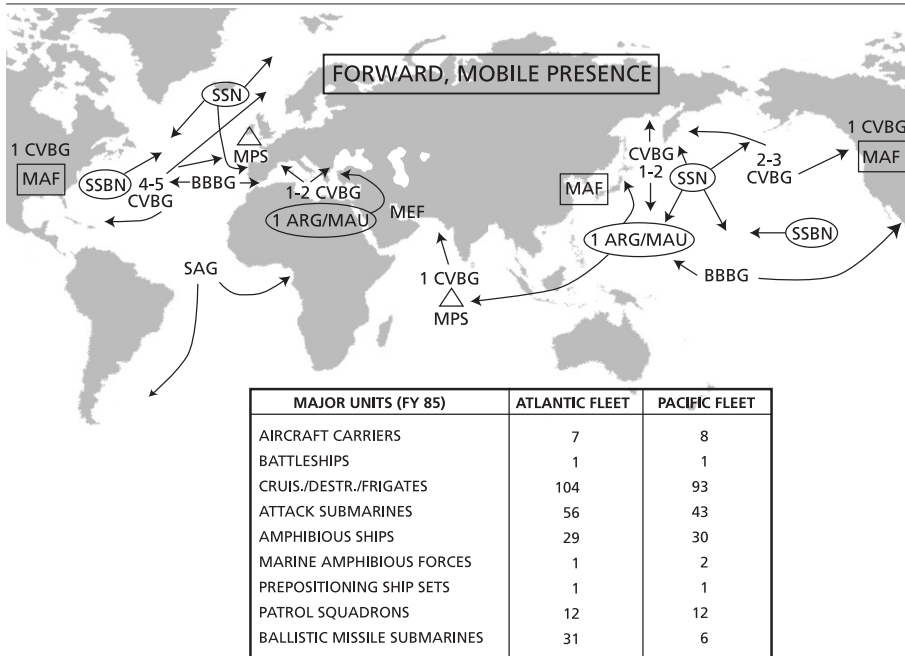 FORWARD, MOBILE PRESENCE
SSN
1 CVBG
MAF
SSBN
4-5
CVBG
BBBG
MPS
1-2 CVBG
1 ARG/MAU
MEF
SAG
1 CVBG
MPS
MAF
CVBG
1-2
SSN
2-3
CVBG
1 CVBG
MAF
1 ARG/MAU
SSBN
BBBG
MAJOR UNITS (FY 85) ATLANTIC FLEET PACIFIC FLEET
AIRCRAFT CARRIERS 7 8
BATTLESHIPS 1 1
CRUIS./DESTR./FRIGATES 104 93
ATTACK SUBMARINES 56 43
AMPHIBIOUS SHIPS 29 30
MARINE AMPHIBIOUS FORCES 1 2
PREPOSITIONING SHIP SETS 1 1
PATROL SQUADRONS 12 12
BALLISTIC MISSILE SUBMARINES 31 6